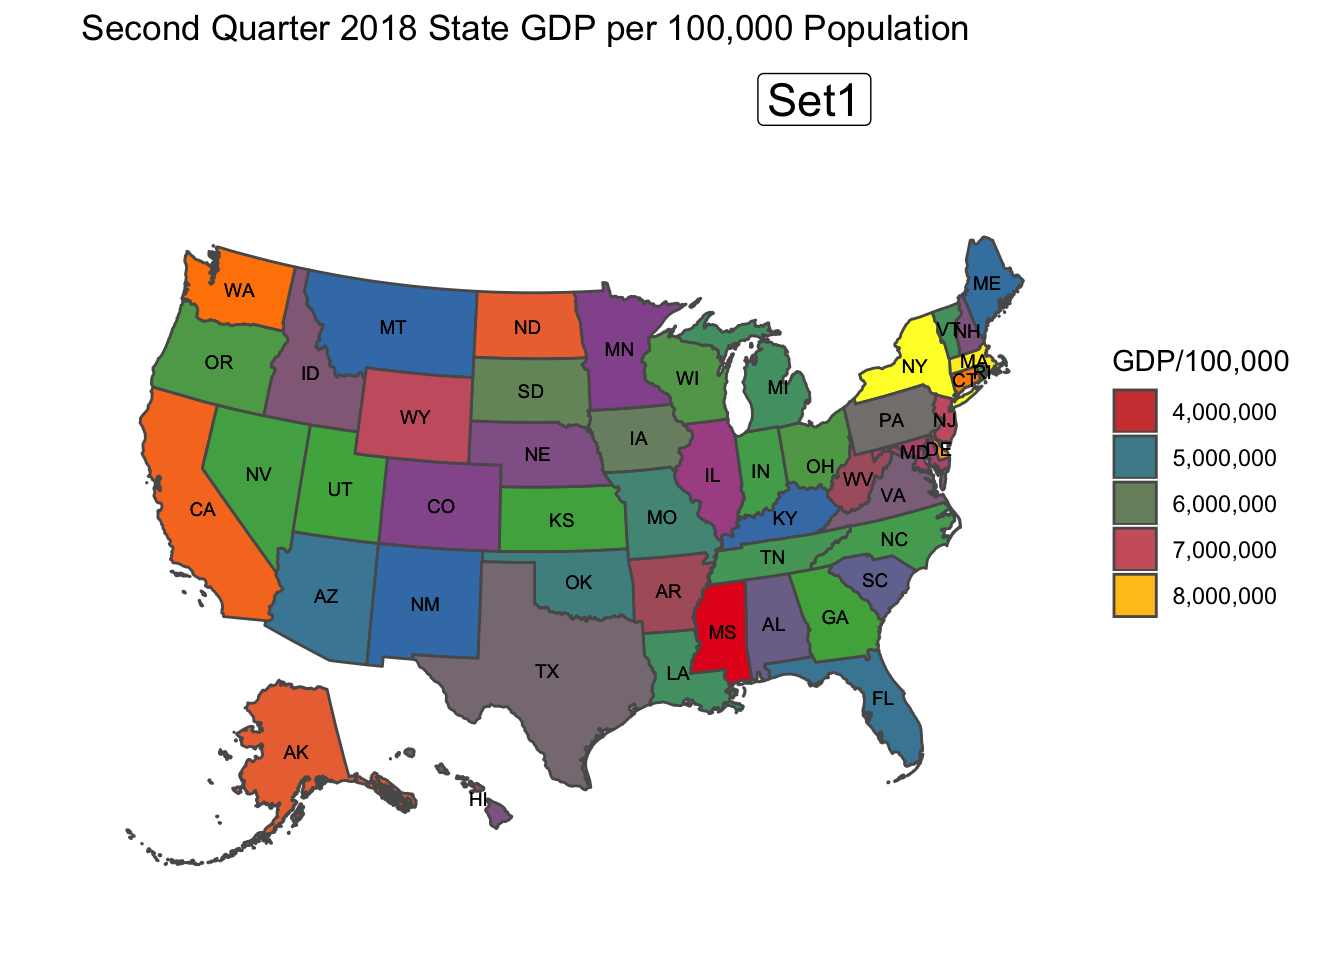 Second Quarter 2018 State GDP per 100,000 Population
Set1
WA
MT
ND
MN
ME
OR
ID
SD
WI
MI
VT
NH
NY
MA
CT
RI
WY
IA
PA
NJ
NV
UT
CO
NE
IL
IN
OH
MD
DE
WV
VA
CA
KS
MO
KY
TN
NC
AZ
NM
OK
AR
SC
MS
AL
GA
TX
LA
FL
AK
HI
GDP/100,000
4,000,000
5,000,000
6,000,000
7,000,000
8,000,000